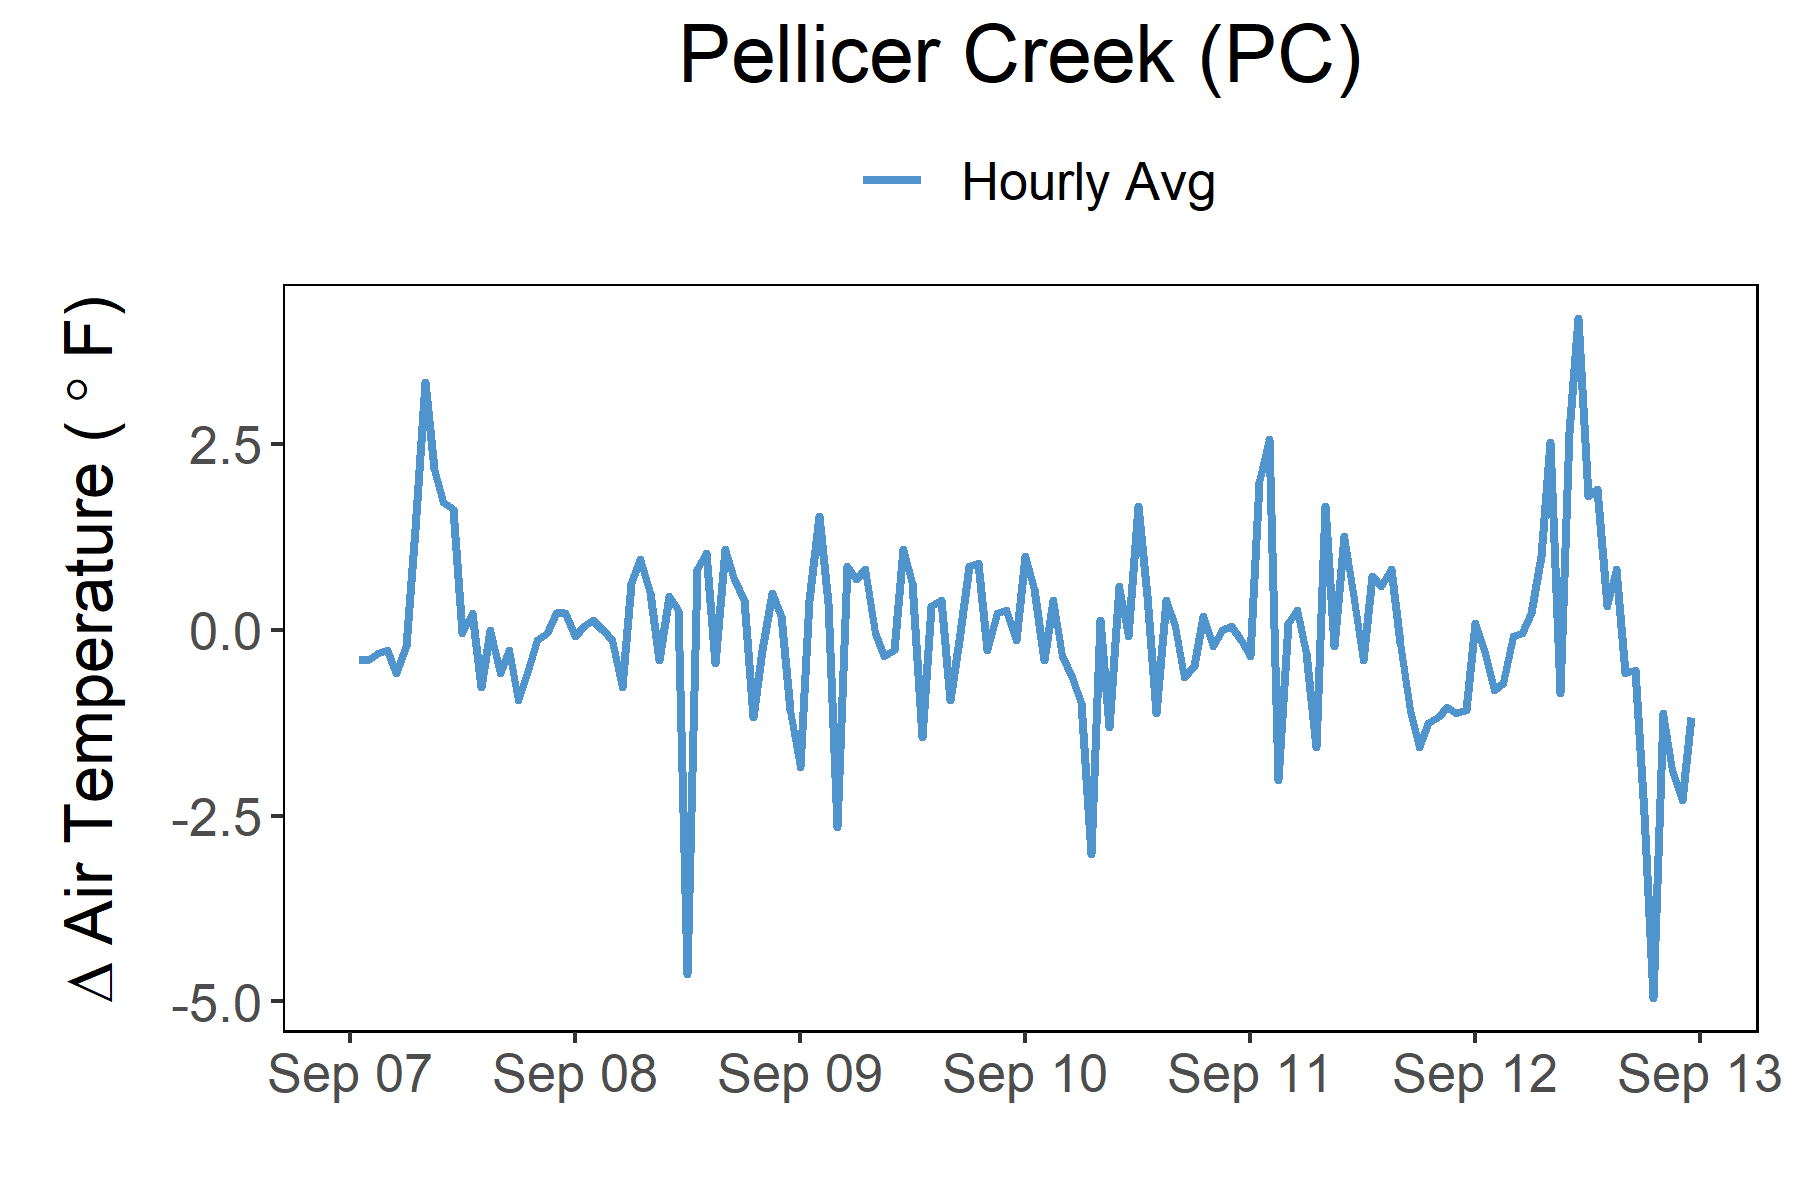 Pellicer Creek (PC)
Hourly Avg
Δ Air Temperature ( ° F)
2.5
0.0
-2.5
-5.0
Sep 07 Sep 08 Sep 09 Sep 10 Sep 11 Sep 12 Sep 13